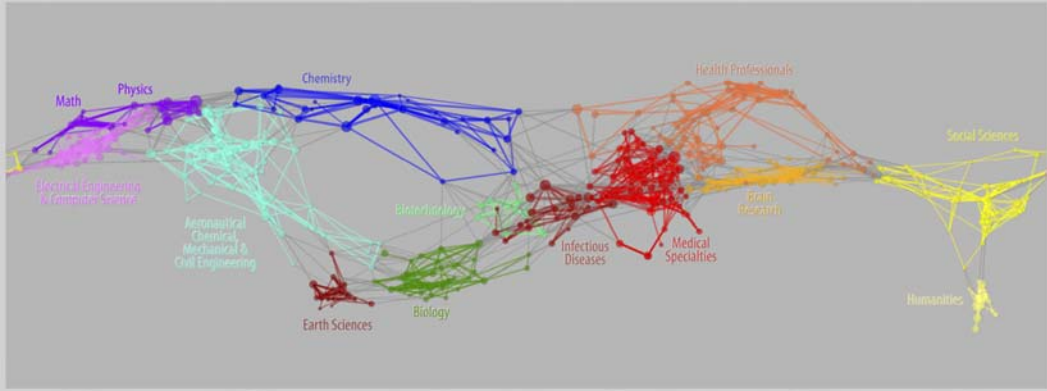 Math
Physics
Chemistry
Health Professionals
Social Sciences
Electrical Engineering
& Computer Science
Aeronautical
Chemical,
Mechanical &
Civil Engineering
Biotechnology
Brain
Research
Infectious
Diseases
Medical
Specialties
Earth Sciences
Biology
Humanities